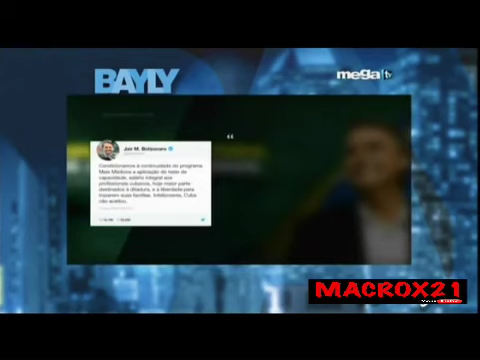 BAYLY
mega tv
Jair M. Bolsonaro
Condicionamos à continuidade do programa
Mais Médicos a aplicação de teste de
capacidade, salário integral aos
profissionais cubanos, hoje maior parte
destinados à ditadura, e a liberdade para
trazerem suas famílias. Infelizmente, Cuba
não aceitou.
“
MACROX21